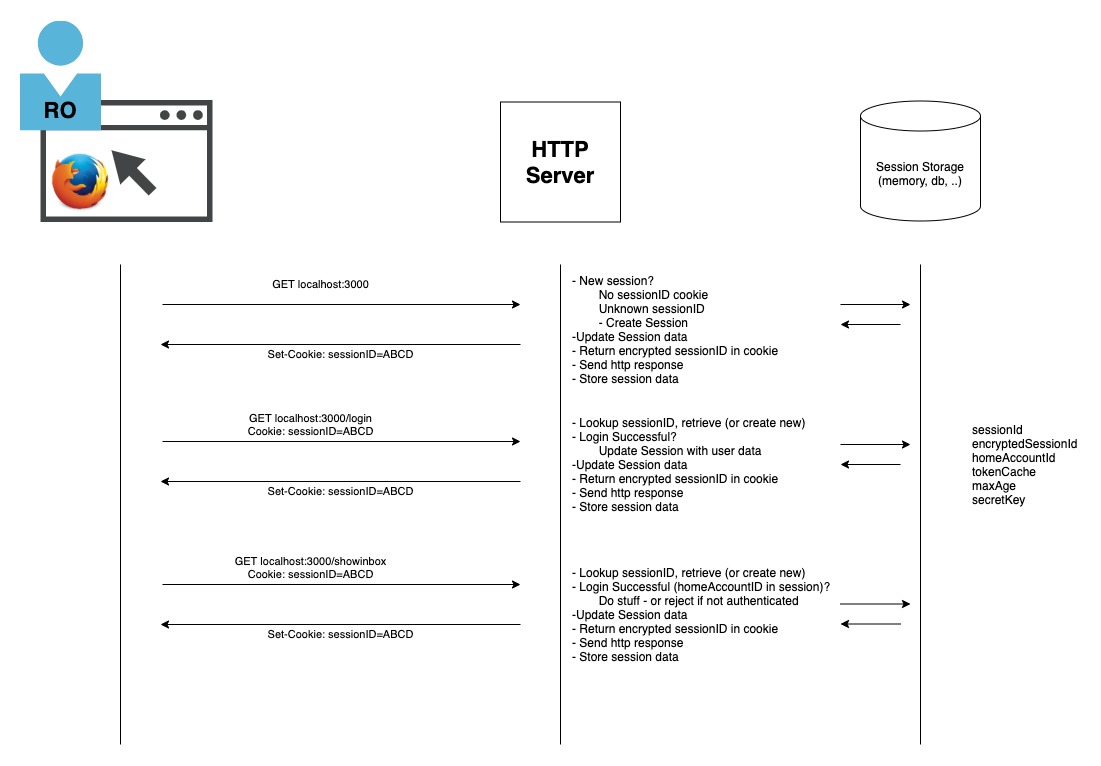 RO
HTTP
Server
Session Storage
(memory, db, ..)
GET localhost:3000
Set-Cookie: sessionID=ABCD
- New session?
No sessionID cookie
Unknown sessionID
- Create Session
-Update Session data
- Return encrypted sessionID in cookie
- Send http response
- Store session data
GET localhost:3000/login
Cookie: sessionID=ABCD
Set-Cookie: sessionID=ABCD
- Lookup sessionID, retrieve (or create new)
- Login Successful?
Update Session with user data
-Update Session data
- Return encrypted sessionID in cookie
- Send http response
- Store session data
sessionId
encryptedSessionId
homeAccountId
tokenCache
maxAge
secretKey
GET localhost:3000/showinbox
Cookie: sessionID=ABCD
Set-Cookie: sessionID=ABCD
- Lookup sessionID, retrieve (or create new)
- Login Successful (homeAccountID in session)?
Do stuff - or reject if not authenticated
-Update Session data
- Return encrypted sessionID in cookie
- Send http response
- Store session data